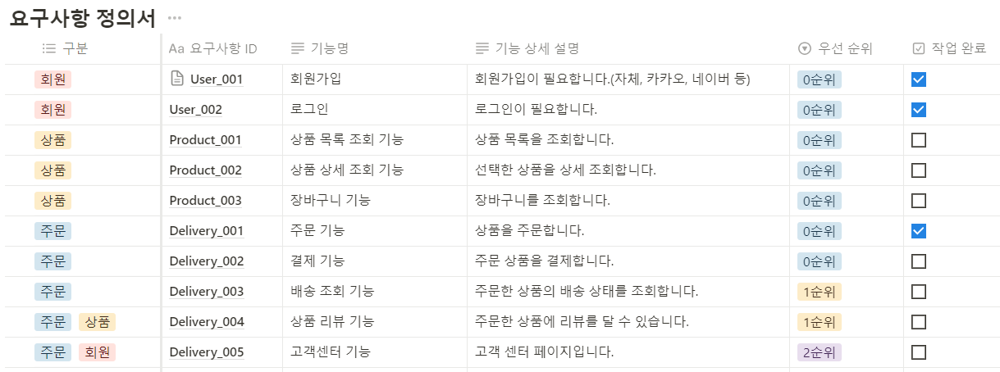 요구사항 정의서 ···
구분 Aa 요구사항 ID 기능명 기능 상세 설명 우선 순위 작업 완료
회원 User_001 회원가입 회원가입이 필요합니다.(자체, 카카오, 네이버 등) 0순위
회원 User_002 로그인 로그인이 필요합니다. 0순위
상품 Product_001 상품 목록 조회 기능 상품 목록을 조회합니다. 0순위
상품 Product_002 상품 상세 조회 기능 선택한 상품을 상세 조회합니다. 0순위
상품 Product_003 장바구니 기능 장바구니를 조회합니다. 0순위
주문 Delivery_001 주문 기능 상품을 주문합니다. 0순위
주문 Delivery_002 결제 기능 주문 상품을 결제합니다. 0순위
주문 Delivery_003 배송 조회 기능 주문한 상품의 배송 상태를 조회합니다. 1순위
주문 상품 Delivery_004 상품 리뷰 기능 주문한 상품에 리뷰를 달 수 있습니다. 1순위
주문 회원 Delivery_005 고객센터 기능 고객 센터 페이지입니다. 2순위